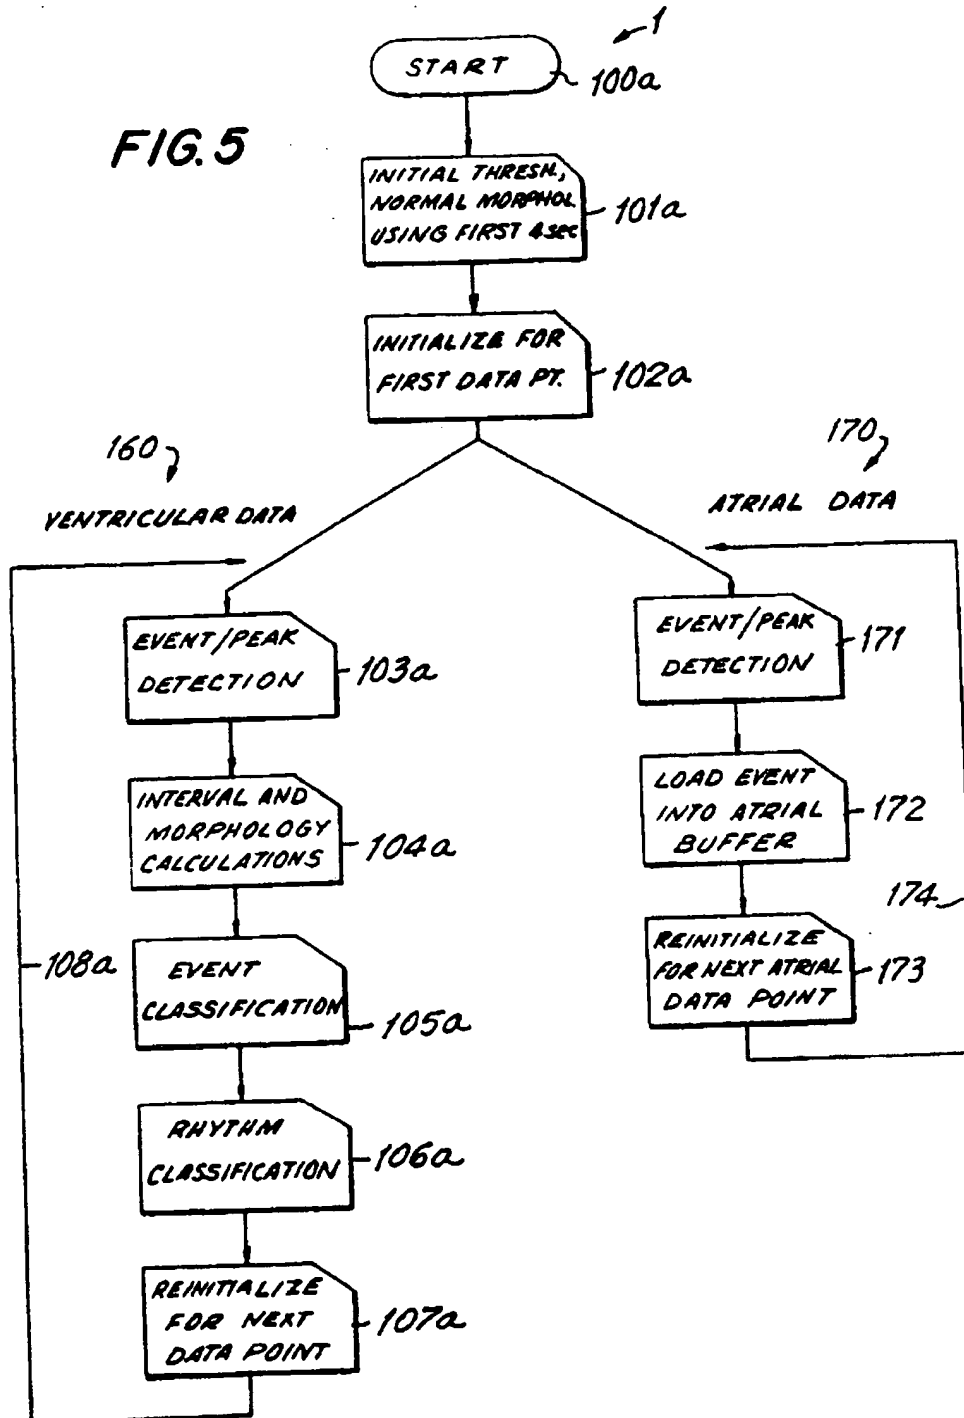 1
START
100a
FIG. 5
INITIAL THRESH,
NORMAL MORPHOL
USING FIRST 4sec
101a
INITIALIZE FOR
FIRST DATA PT.
102a
160
VENTRICULAR DATA
170
ATRIAL DATA
EVENT/PEAK
DETECTION
103a
INTERVAL AND
MORPHOLOGY
CALCULATIONS
104a
EVENT
CLASSIFICATION
105a
RHYTHM
CLASSIFICATION
106a
REINITIALIZE
FOR NEXT
DATA POINT
107a
108a
EVENT/PEAK
DETECTION
171
LOAD EVENT
INTO ATRIAL
BUFFER
172
REINITIALIZE
FOR NEXT ATRIAL
DATA POINT
173
174